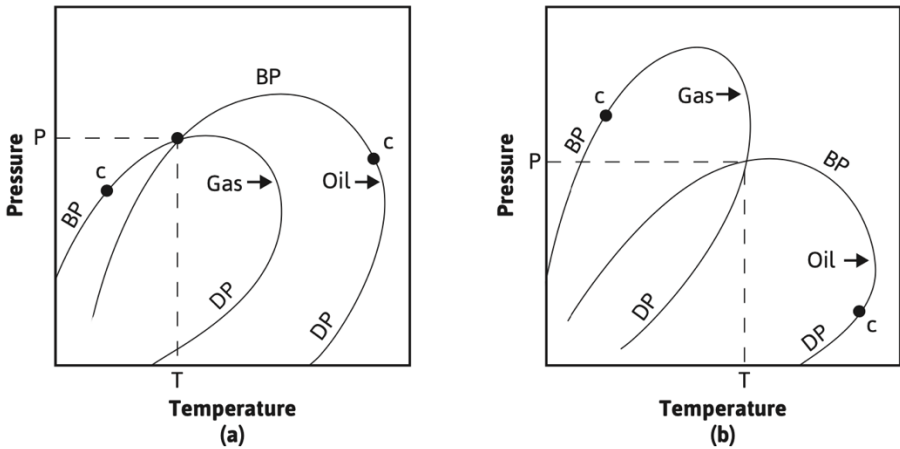 BP
c
P
c
Gas
Oil
BP
DP
DP
Pressure
T
Temperature
(a)
c
Gas
BP
P
BP
Oil
DP
c
DP
Pressure
T
Temperature
(b)